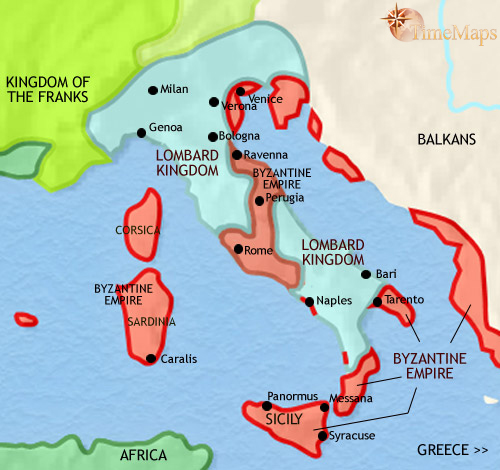 TimeMaps
KINGDOM OF
THE FRANKS
Milan
Verona
Venice
Genoa
Bologna
BALKANS
LOMBARD
KINGDOM
Ravenna
BYZANTINE
EMPIRE
Perugia
CORSICA
Rome
LOMBARD
KINGDOM
Bari
BYZANTINE
EMPIRE
SARDINIA
Naples
Tarento
Caralis
BYZANTINE
EMPIRE
Panormus
Messana
SICILY
Syracuse
AFRICA
GREECE >>